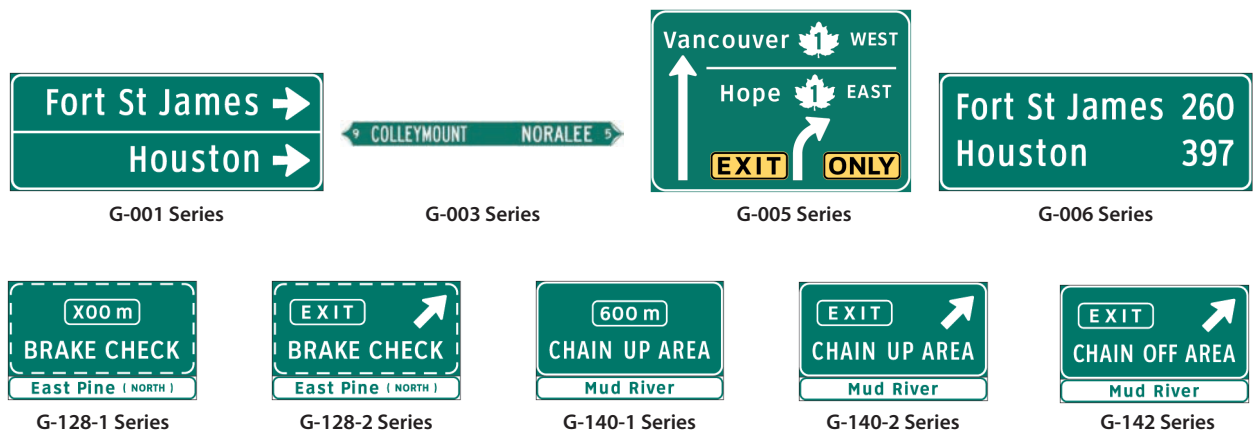 Fort St James
Houston
G-001 Series
9 COLLEYMOUNT NORALEE 5
G-003 Series
Vancouver 1 WEST
Hope 1 EAST
EXIT ONLY
G-005 Series
Fort St James 260
Houston 397
G-006 Series
X00 m
BRAKE CHECK
East Pine ( NORTH )
G-128-1 Series
EXIT
BRAKE CHECK
East Pine ( NORTH )
G-128-2 Series
600 m
CHAIN UP AREA
Mud River
G-140-1 Series
EXIT
CHAIN UP AREA
Mud River
G-140-2 Series
EXIT
CHAIN OFF AREA
Mud River
G-142 Series